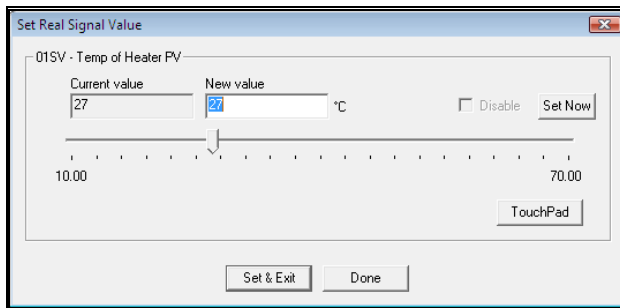 Set Real Signal Value
01SV - Temp of Heater PV
Current value New value
27 27 °C Disable Set Now
10.00 70.00
TouchPad
Set & Exit Done